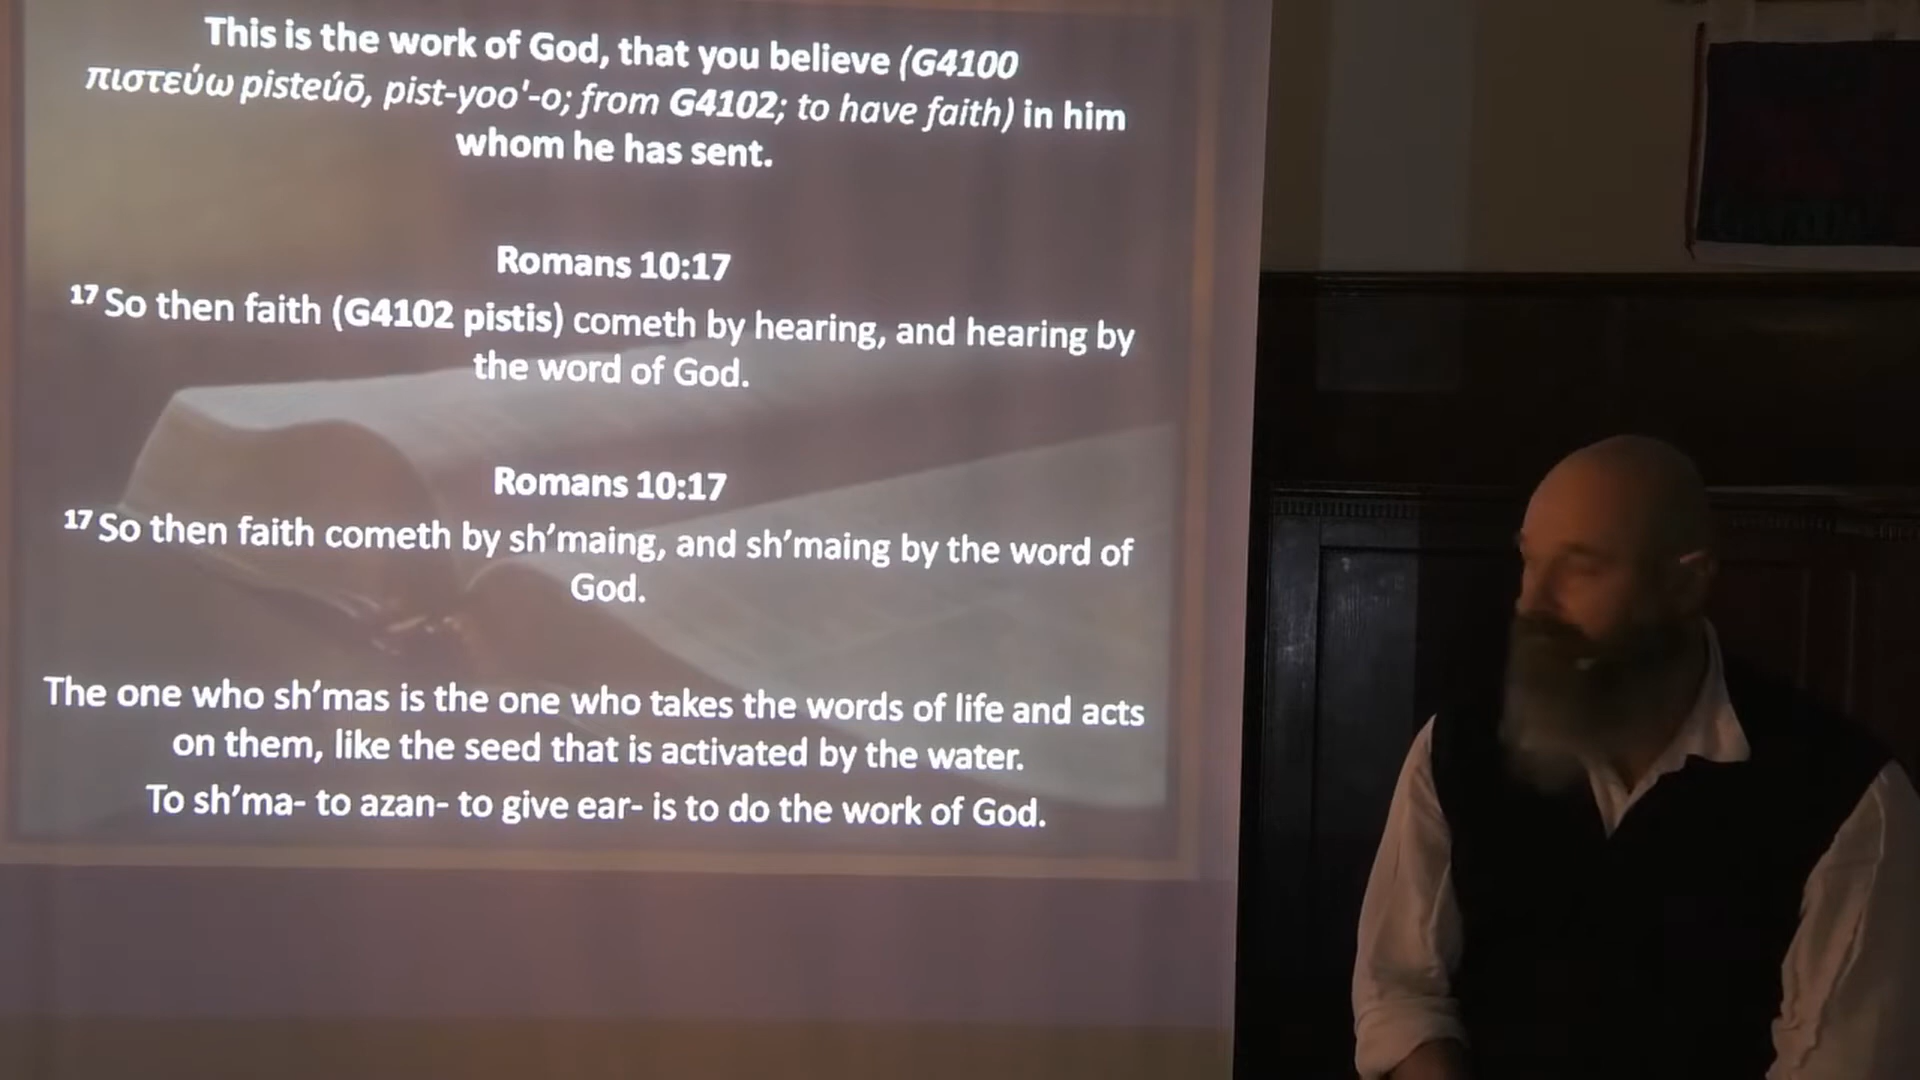 This is the work of God, that you believe (G4100
πιστεύω pisteúō, pist-yoo'-o; from G4102; to have faith) in him
whom he has sent.
Romans 10:17
17 So then faith (G4102 pistis) cometh by hearing, and hearing by
the word of God.
Romans 10:17
17 So then faith cometh by sh’maing, and sh’maing by the word of
God.
The one who sh’mas is the one who takes the words of life and acts
on them, like the seed that is activated by the water.
To sh’ma- to azan- to give ear- is to do the work of God.